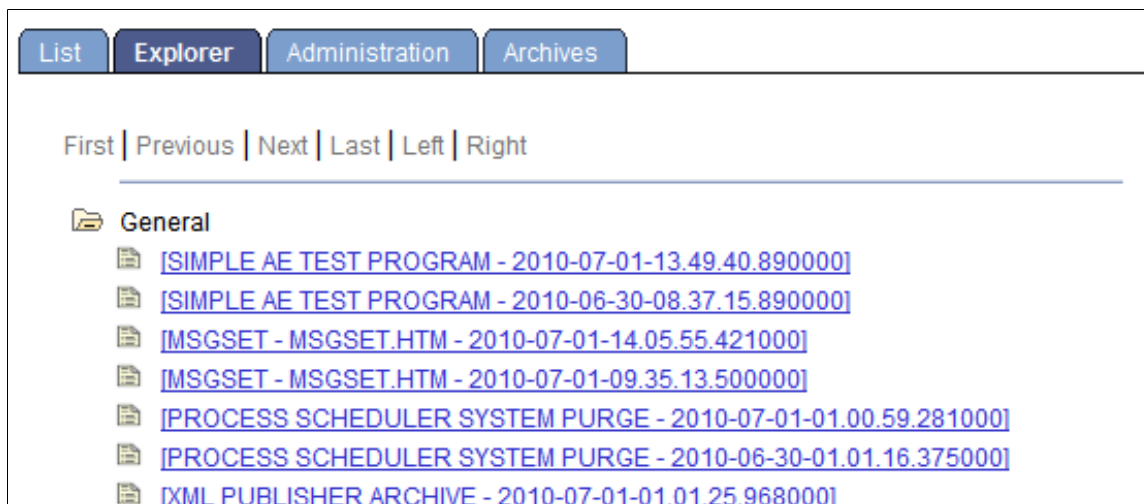 List Explorer Administration Archives
First | Previous | Next | Last | Left | Right
General
[SIMPLE AE TEST PROGRAM - 2010-07-01-13.49.40.890000]
[SIMPLE AE TEST PROGRAM - 2010-06-30-08.37.15.890000]
[MSGSET - MSGSET.HTM - 2010-07-01-14.05.55.421000]
[MSGSET - MSGSET.HTM - 2010-07-01-09.35.13.500000]
[PROCESS SCHEDULER SYSTEM PURGE - 2010-07-01-01.00.59.281000]
[PROCESS SCHEDULER SYSTEM PURGE - 2010-06-30-01.01.16.375000]
[XML PUBLISHER ARCHIVE - 2010-07-01-01.01.25.968000]